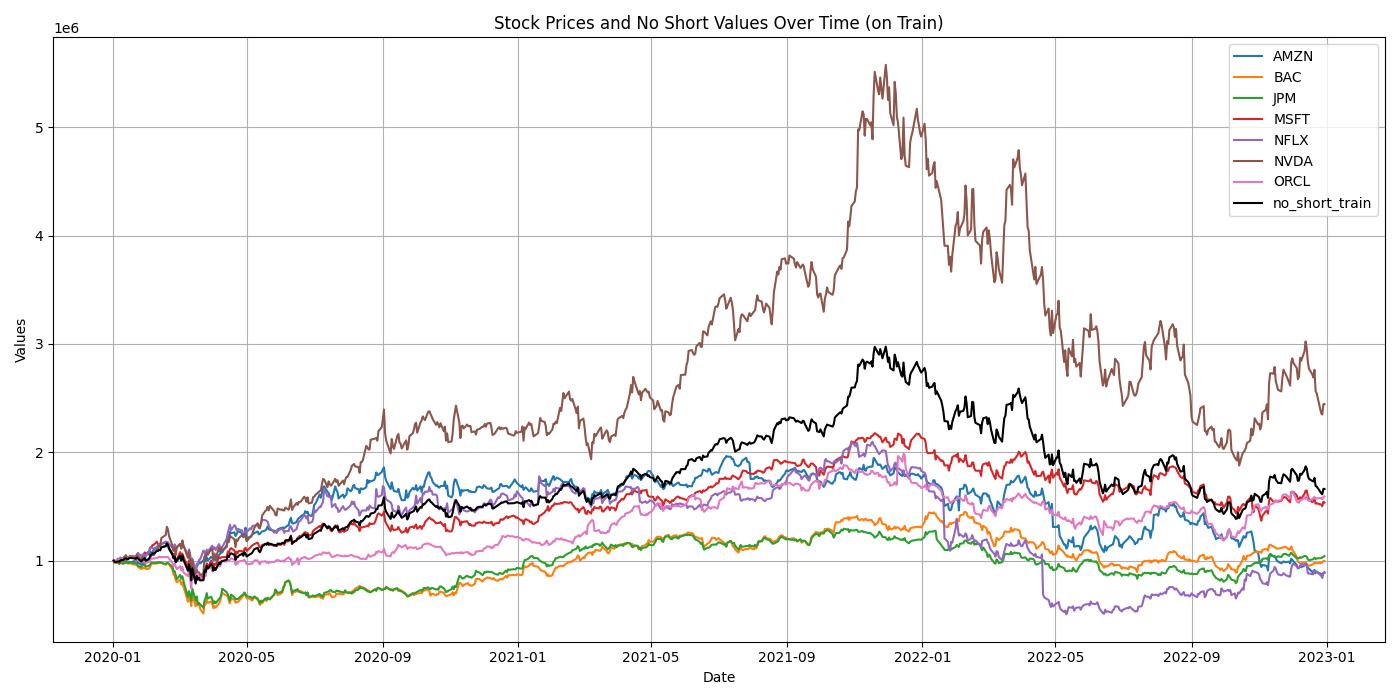 Stock Prices and No Short Values Over Time (on Train)
1e6
AMZN
BAC
JPM
MSFT
NFLX
NVDA
ORCL
no_short_train
5
4
3
2
1
Values
2020-01 2020-05 2020-09 2021-01 2021-05 2021-09 2022-01 2022-05 2022-09 2023-01
Date